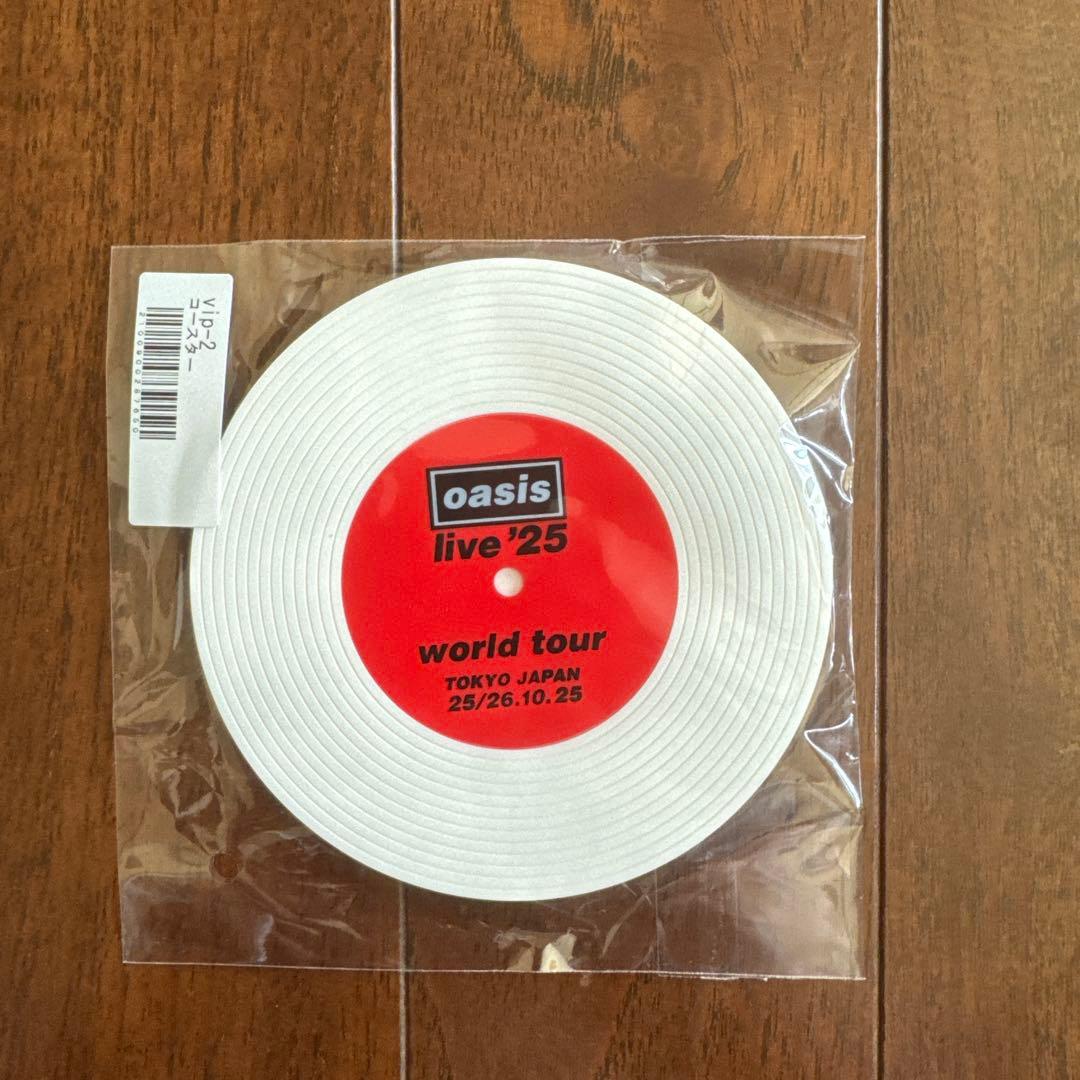 vip-2
コースター
oasis
live '25
world tour
TOKYO JAPAN
25/26.10.25